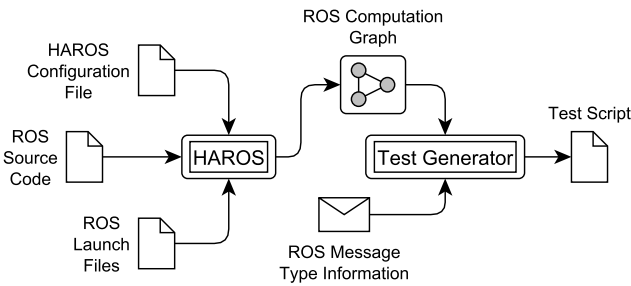 HAROS
Configuration
File
ROS
Source
Code
ROS
Launch
Files
HAROS
ROS Computation
Graph
Test Generator
ROS Message
Type Information
Test Script